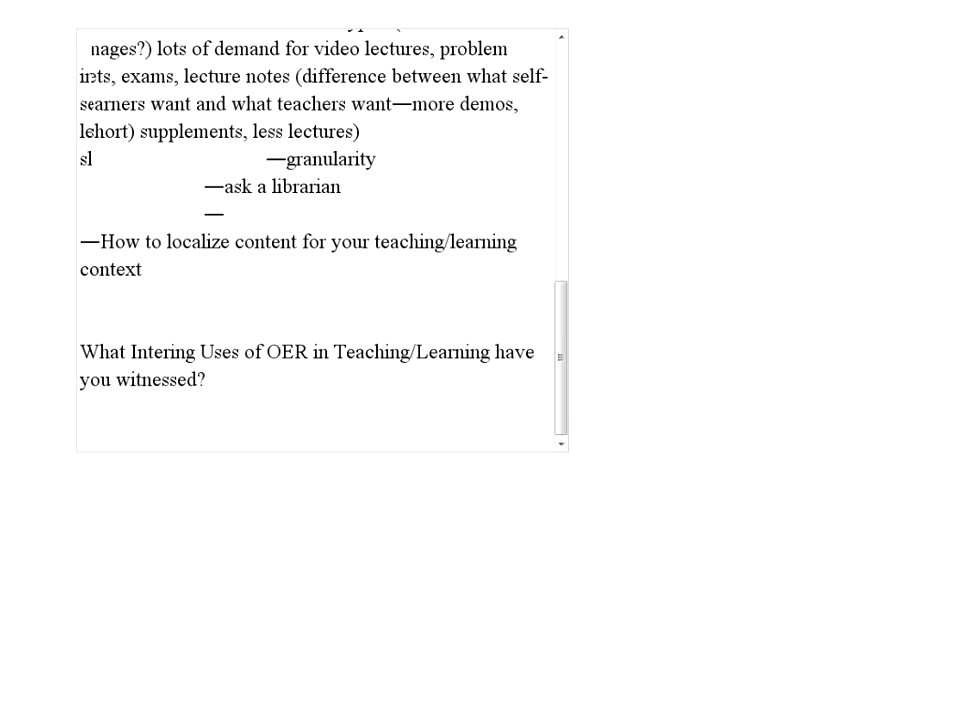 nages?) lots of demand for video lectures, problem
exams, lecture notes (difference between what self-
want and what teachers want—more demos,
supplements, less lectures)
sl —granularity
—ask a librarian
—
—How to localize content for your teaching/learning
context
What Intering Uses of OER in Teaching/Learning have
you witnessed?